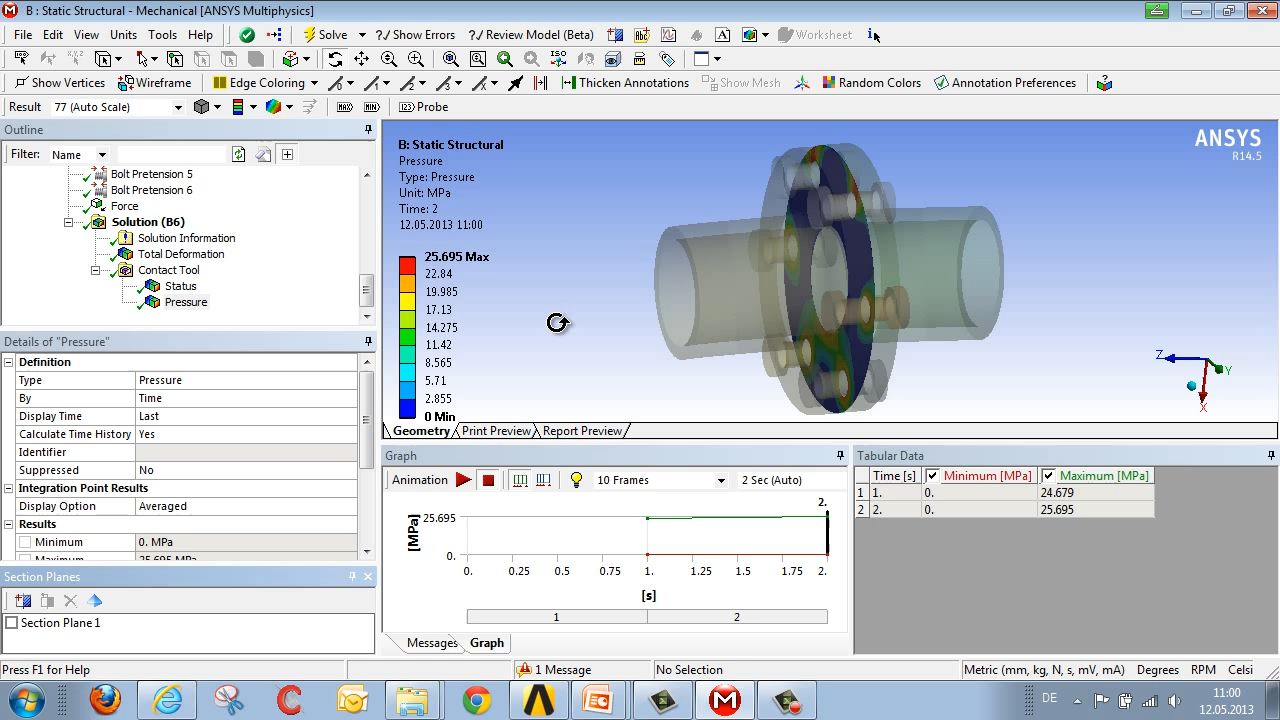 B : Static Structural - Mechanical [ANSYS Multiphysics]
File Edit View Units Tools Help Solve ?/ Show Errors ?/ Review Model (Beta) A Worksheet i
Show Vertices Wireframe Edge Coloring Thicken Annotations Show Mesh Random Colors Annotation Preferences
Result 77 (Auto Scale) MAX MIN 123 Probe
Outline
Filter: Name
Bolt Pretension 5
Bolt Pretension 6
Force
Solution (B6)
Solution Information
Total Deformation
Contact Tool
Status
Pressure
Details of "Pressure"
Definition
Type Pressure
By Time
Display Time Last
Calculate Time History Yes
Identifier
Suppressed No
Integration Point Results
Display Option Averaged
Results
Minimum 0. MPa
Maximum 25.695 MPa
Section Planes
Section Plane 1
B: Static Structural
Pressure
Type: Pressure
Unit: MPa
Time: 2
12.05.2013 11:00
25.695 Max
22.84
19.985
17.13
14.275
11.42
8.565
5.71
2.855
0 Min
ANSYS
R14.5
Z
Y
X
Geometry Print Preview Report Preview
Graph
Animation 10 Frames 2 Sec (Auto)
2.
25.695
[MPa]
0.
0. 0.25 0.5 0.75 1. 1.25 1.5 1.75 2.
[s]
1 2
Messages Graph
Tabular Data
Time [s] Minimum [MPa] Maximum [MPa]
1 1. 0. 24.679
2 2. 0. 25.695
Press F1 for Help 1 Message No Selection Metric (mm, kg, N, s, mV, mA) Degrees RPM Celsi
DE 11:00
12.05.2013